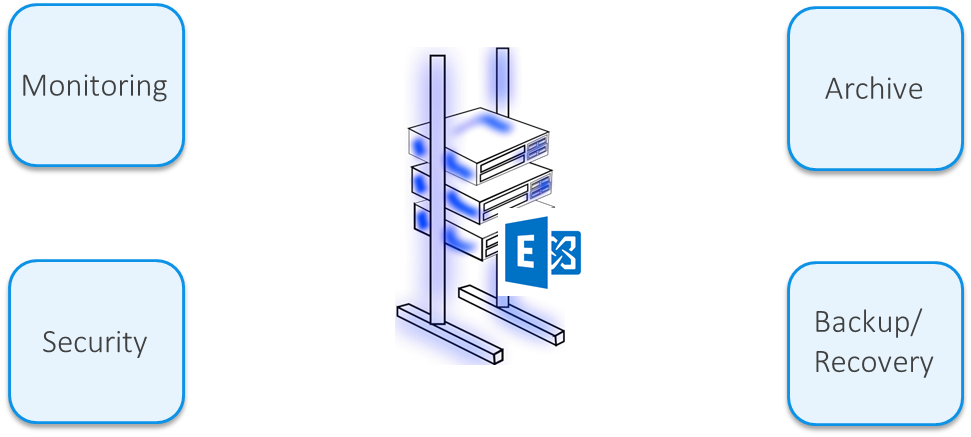 Monitoring
Archive
E
Security
Backup/
Recovery